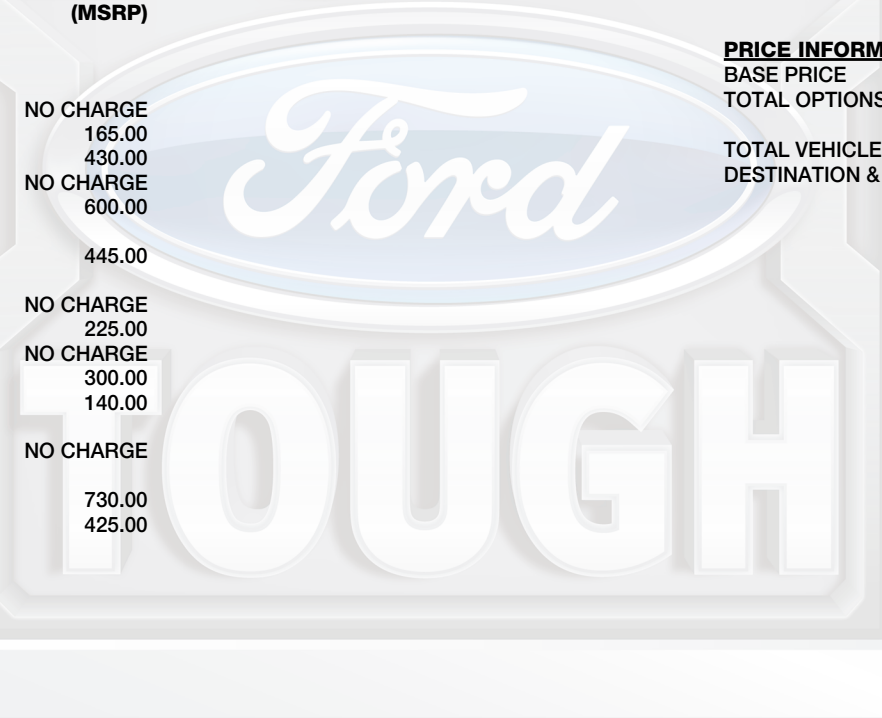 (MSRP)
NO CHARGE
165.00
430.00
NO CHARGE
600.00
445.00
NO CHARGE
225.00
NO CHARGE
300.00
140.00
NO CHARGE
730.00
425.00
PRICE INFORM
BASE PRICE
TOTAL OPTIONS
TOTAL VEHICLE
DESTINATION &
Ford
TOUGH